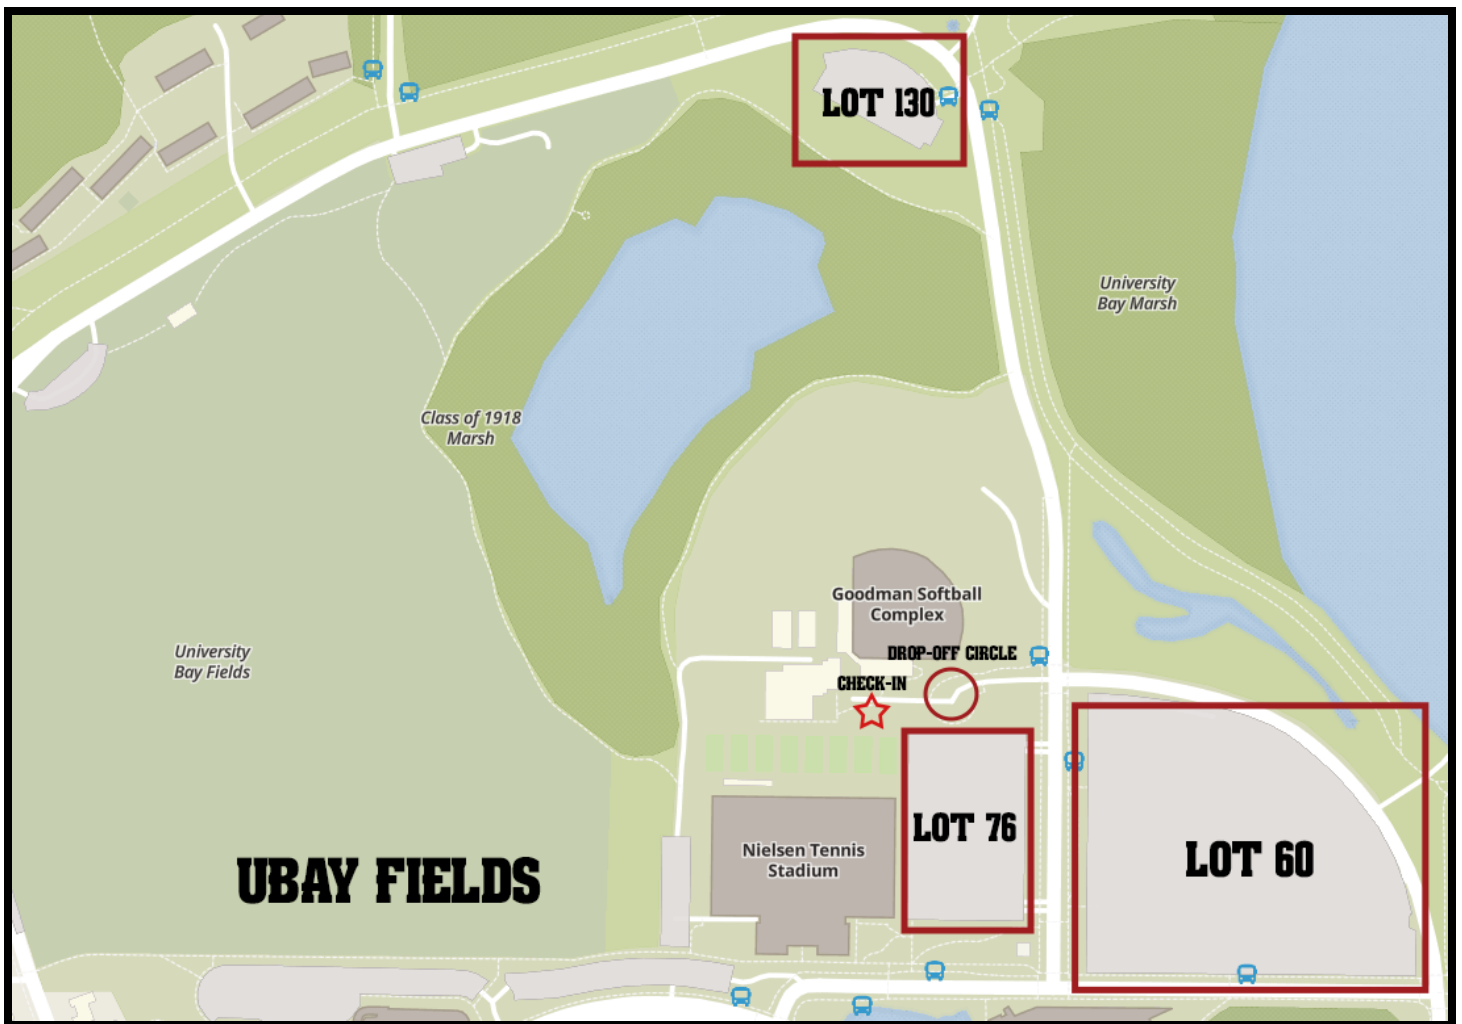 LOT 130
University
Bay Marsh
Class of 1918
Marsh
Goodman Softball
Complex
University
Bay Fields
DROP-OFF CIRCLE
CHECK-IN
LOT 76
Nielsen Tennis
Stadium
LOT 60
UBAY FIELDS